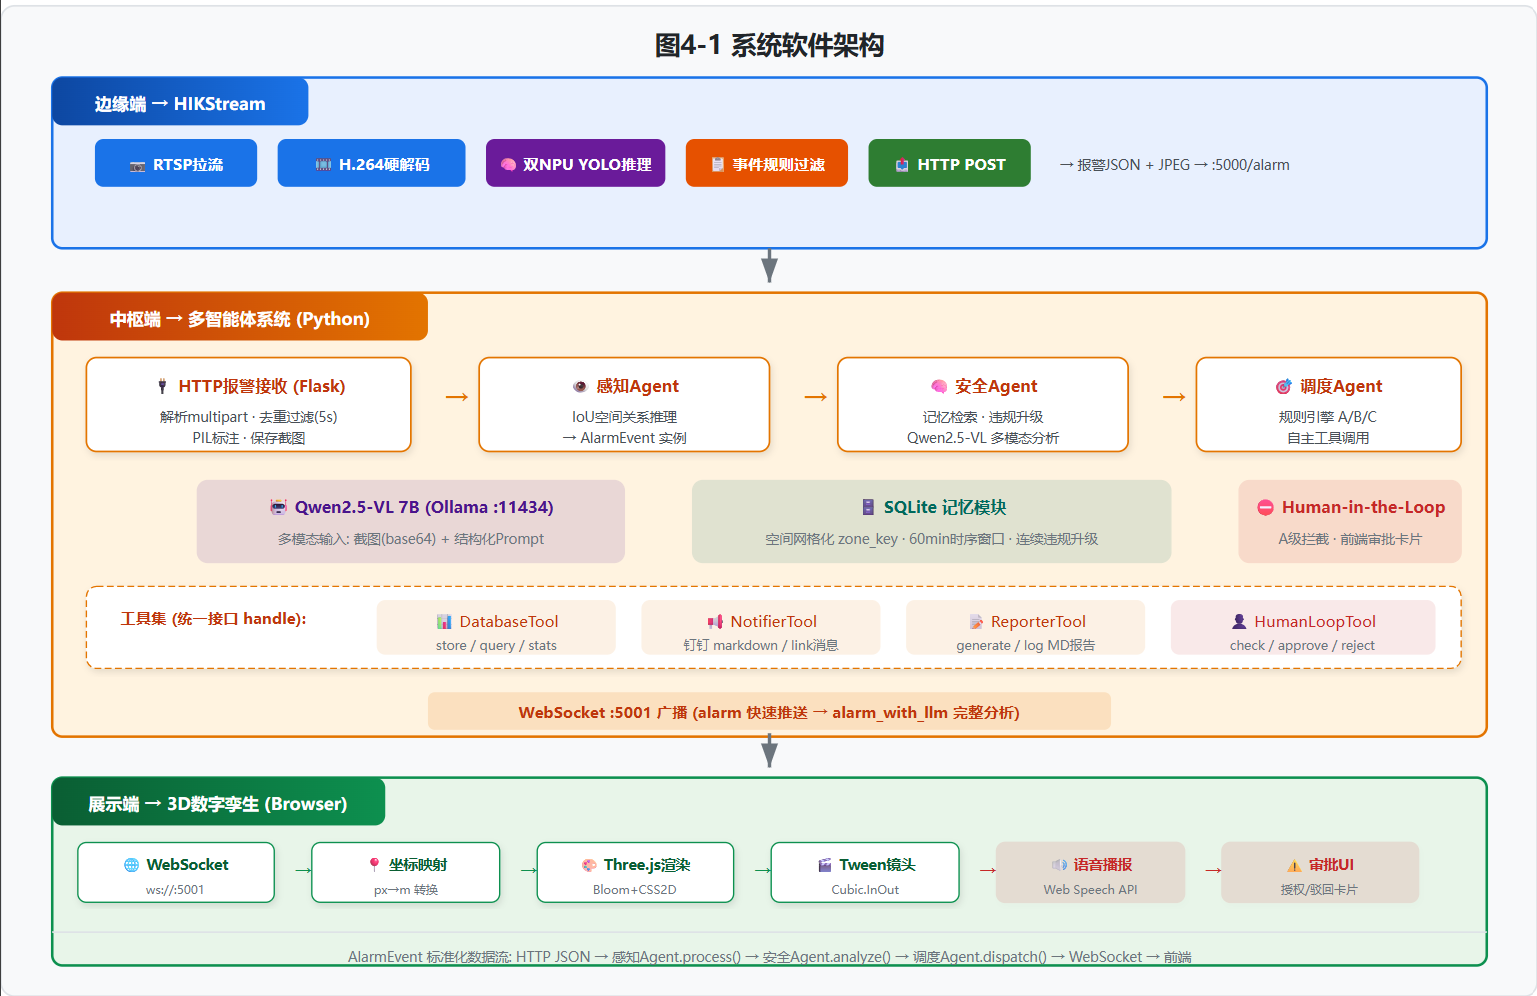 图4-1 系统软件架构
边缘端 → HIKStream
RTSP拉流
H.264硬解码
双NPU YOLO推理
事件规则过滤
HTTP POST
→ 报警JSON + JPEG → :5000/alarm
中枢端 → 多智能体系统 (Python)
HTTP报警接收 (Flask)
解析multipart · 去重过滤(5s)
PIL标注 · 保存截图
→
感知Agent
IoU空间关系推理
→ AlarmEvent 实例
→
安全Agent
记忆检索 · 违规升级
Qwen2.5-VL 多模态分析
→
调度Agent
规则引擎 A/B/C
自主工具调用
Qwen2.5-VL 7B (Ollama :11434)
多模态输入: 截图(base64) + 结构化Prompt
SQLite 记忆模块
空间网格化 zone_key · 60min时序窗口 · 连续违规升级
Human-in-the-Loop
A级拦截 · 前端审批卡片
工具集 (统一接口 handle):
DatabaseTool
store / query / stats
NotifierTool
钉钉 markdown / link消息
ReporterTool
generate / log MD报告
HumanLoopTool
check / approve / reject
WebSocket :5001 广播 (alarm 快速推送 → alarm_with_llm 完整分析)
展示端 → 3D数字孪生 (Browser)
WebSocket
ws://:5001
→
坐标映射
px→m 转换
→
Three.js渲染
Bloom+CSS2D
→
Tween镜头
Cubic.InOut
→
语音播报
Web Speech API
→
审批UI
授权/驳回卡片
AlarmEvent 标准化数据流: HTTP JSON → 感知Agent.process() → 安全Agent.analyze() → 调度Agent.dispatch() → WebSocket → 前端